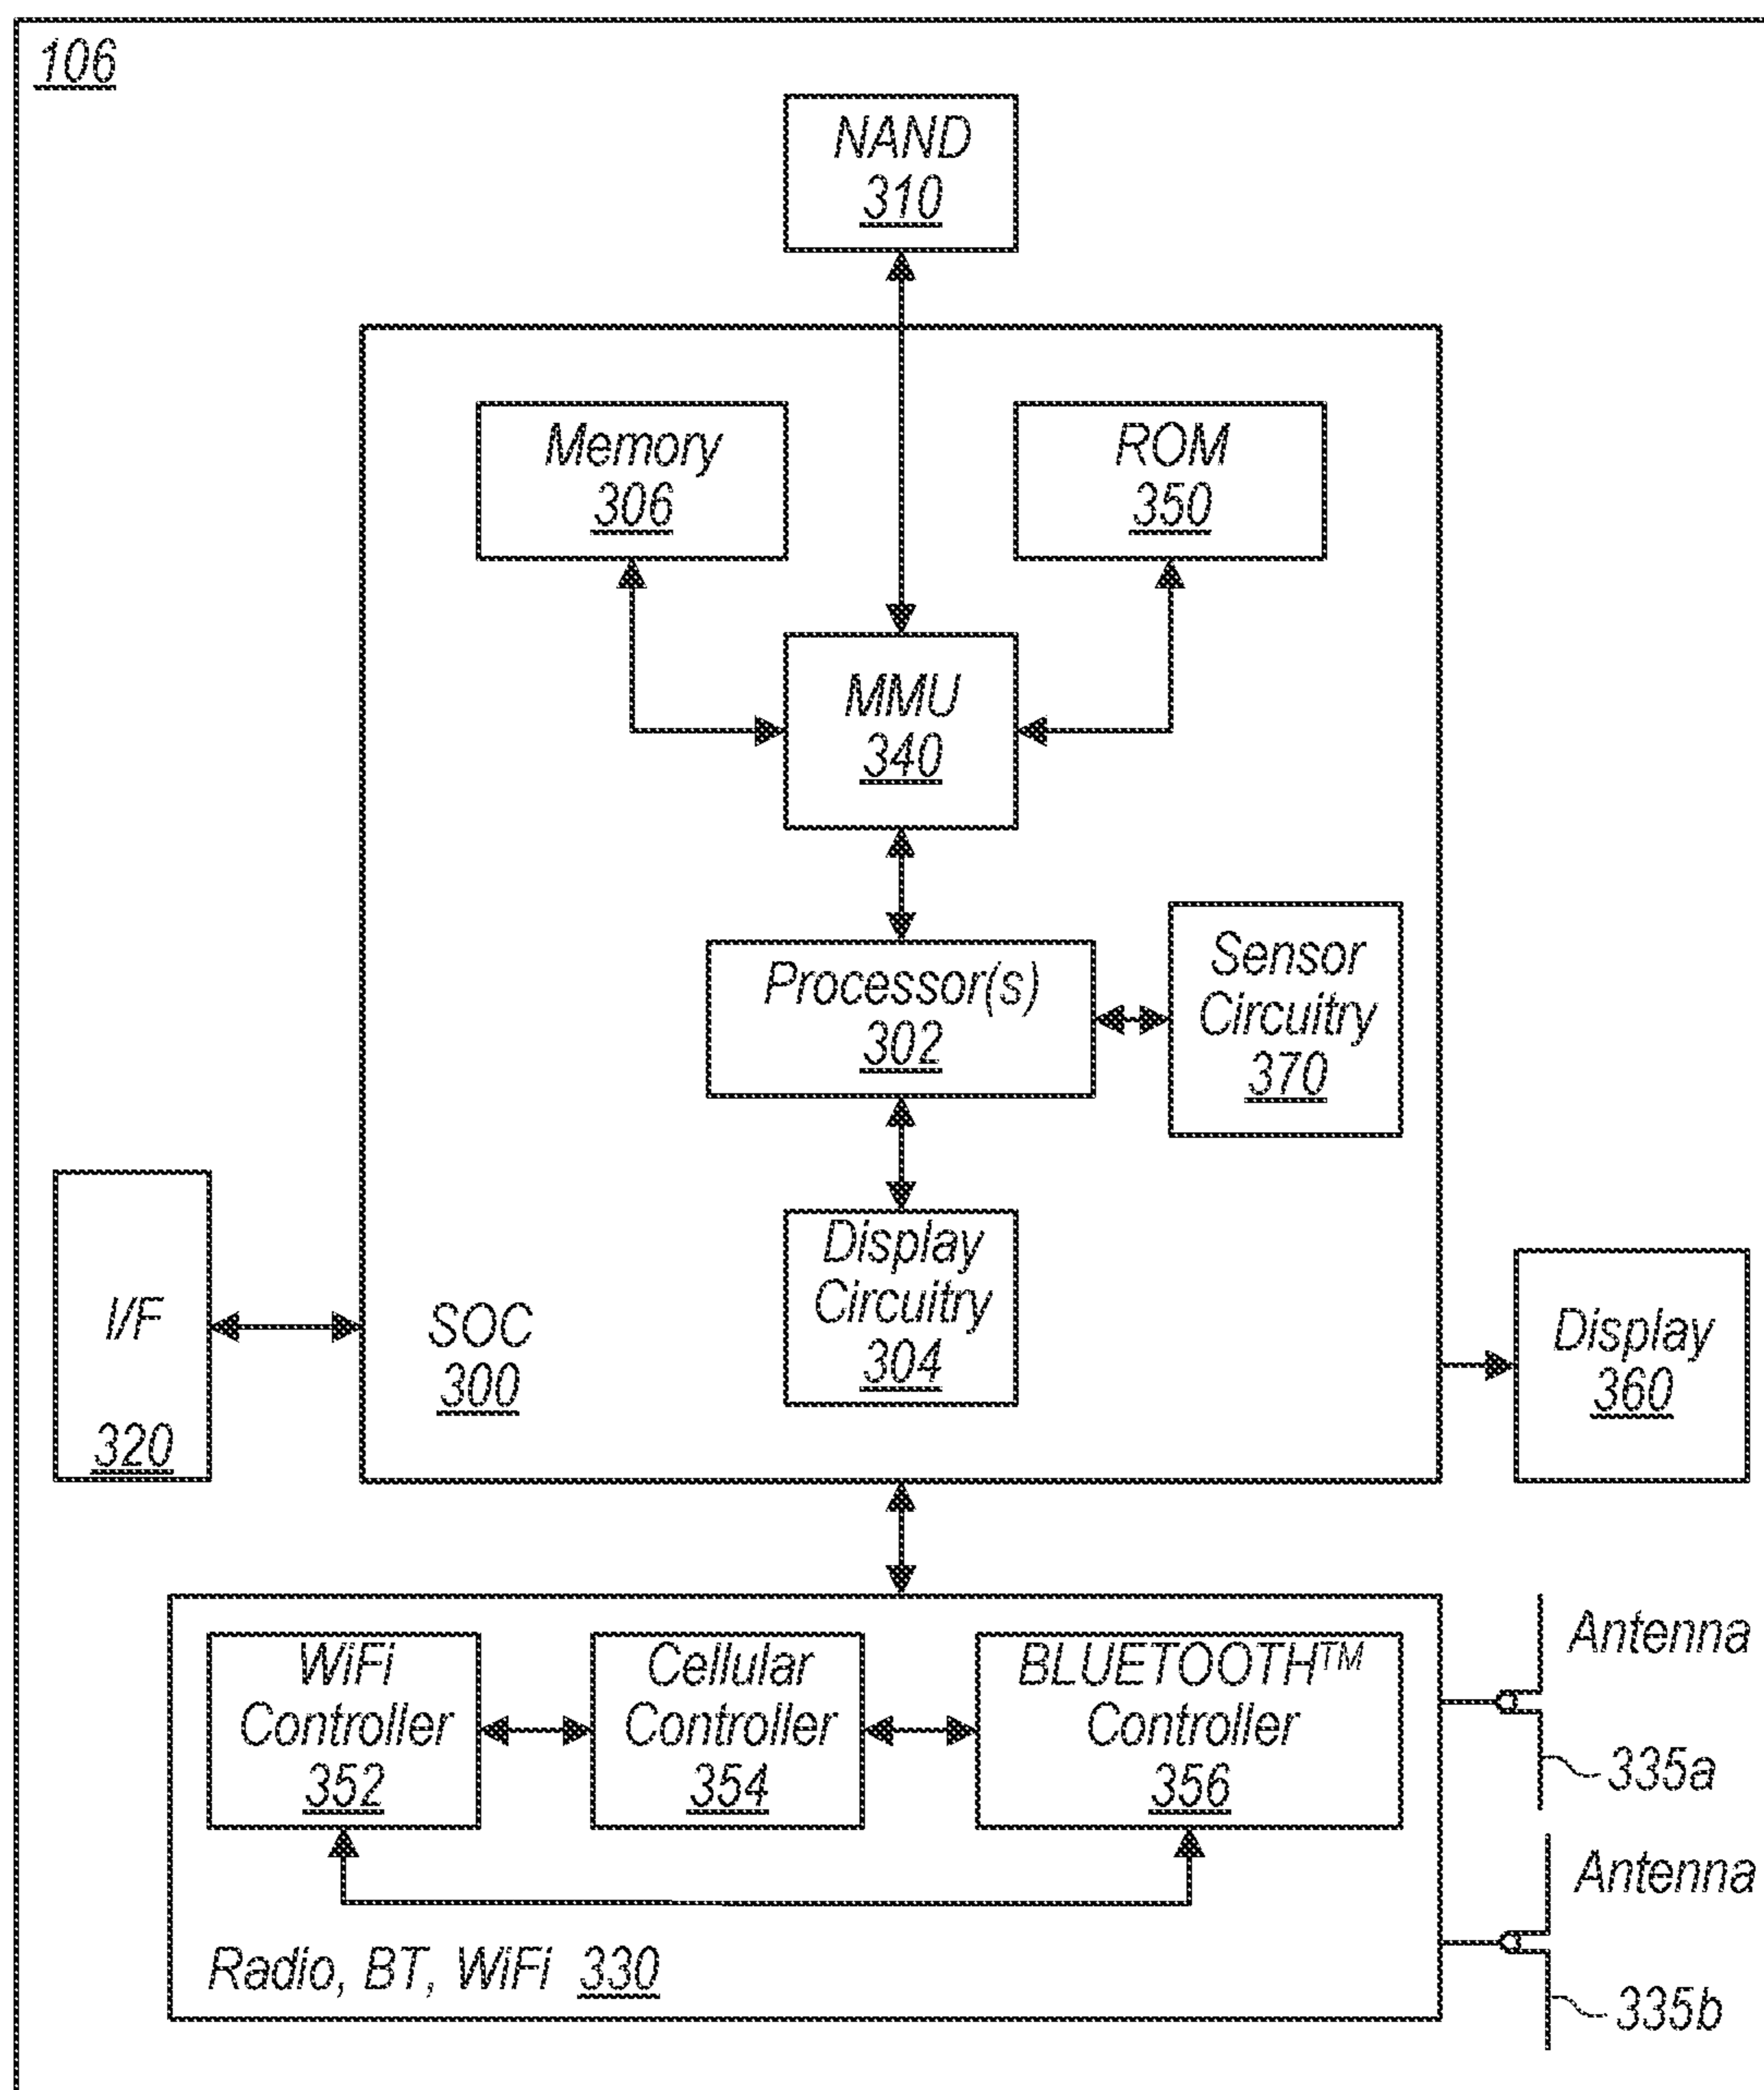 106
NAND
310
Memory
306
ROM
350
MMU
340
Processor(s)
302
Sensor
Circuitry
370
Display
Circuitry
304
SOC
300
I/F
320
Display
360
WiFi
Controller
352
Cellular
Controller
354
BLUETOOTH™
Controller
356
Radio, BT, WiFi 330
Antenna
335a
Antenna
335b